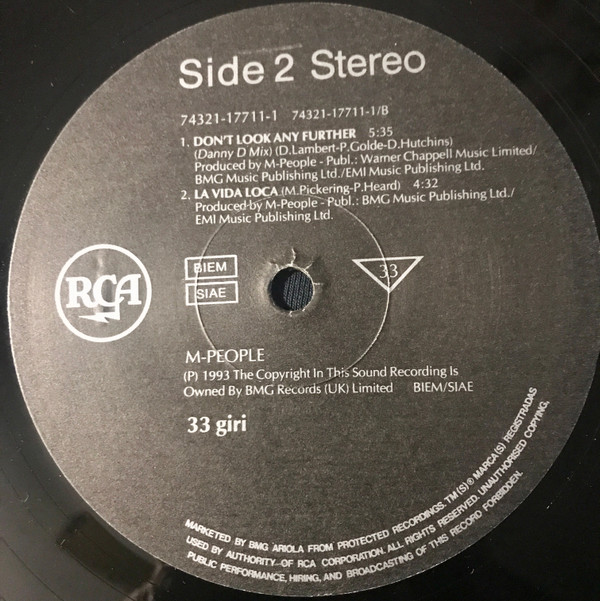 Side 2 Stereo
74321-17711-1 74321-17711-1/B
1. DON'T LOOK ANY FURTHER 5:35
(Danny D Mix) (D.Lambert-P.Golde-D.Hutchins)
Produced by M-People - Publ.: Warner Chappell Music Limited/
BMG Music Publishing Ltd./EMI Music Publishing Ltd.
2. LA VIDA LOCA (M.Pickering-P.Heard) 4:32
Produced by M-People - Publ.: BMG Music Publishing Ltd./
EMI Music Publishing Ltd.
RCA
BIEM
SIAE
33
M-PEOPLE
(P) 1993 The Copyright In This Sound Recording Is
Owned By BMG Records (UK) Limited BIEM/SIAE
33 giri
MARKETED BY BMG ARIOLA FROM PROTECTED RECORDINGS. TM(S)® MARCA(S) REGISTRADAS
USED BY AUTHORITY OF RCA CORPORATION. ALL RIGHTS RESERVED. UNAUTHORISED COPYING,
PUBLIC PERFORMANCE, HIRING, AND BROADCASTING OF THIS RECORD FORBIDDEN.